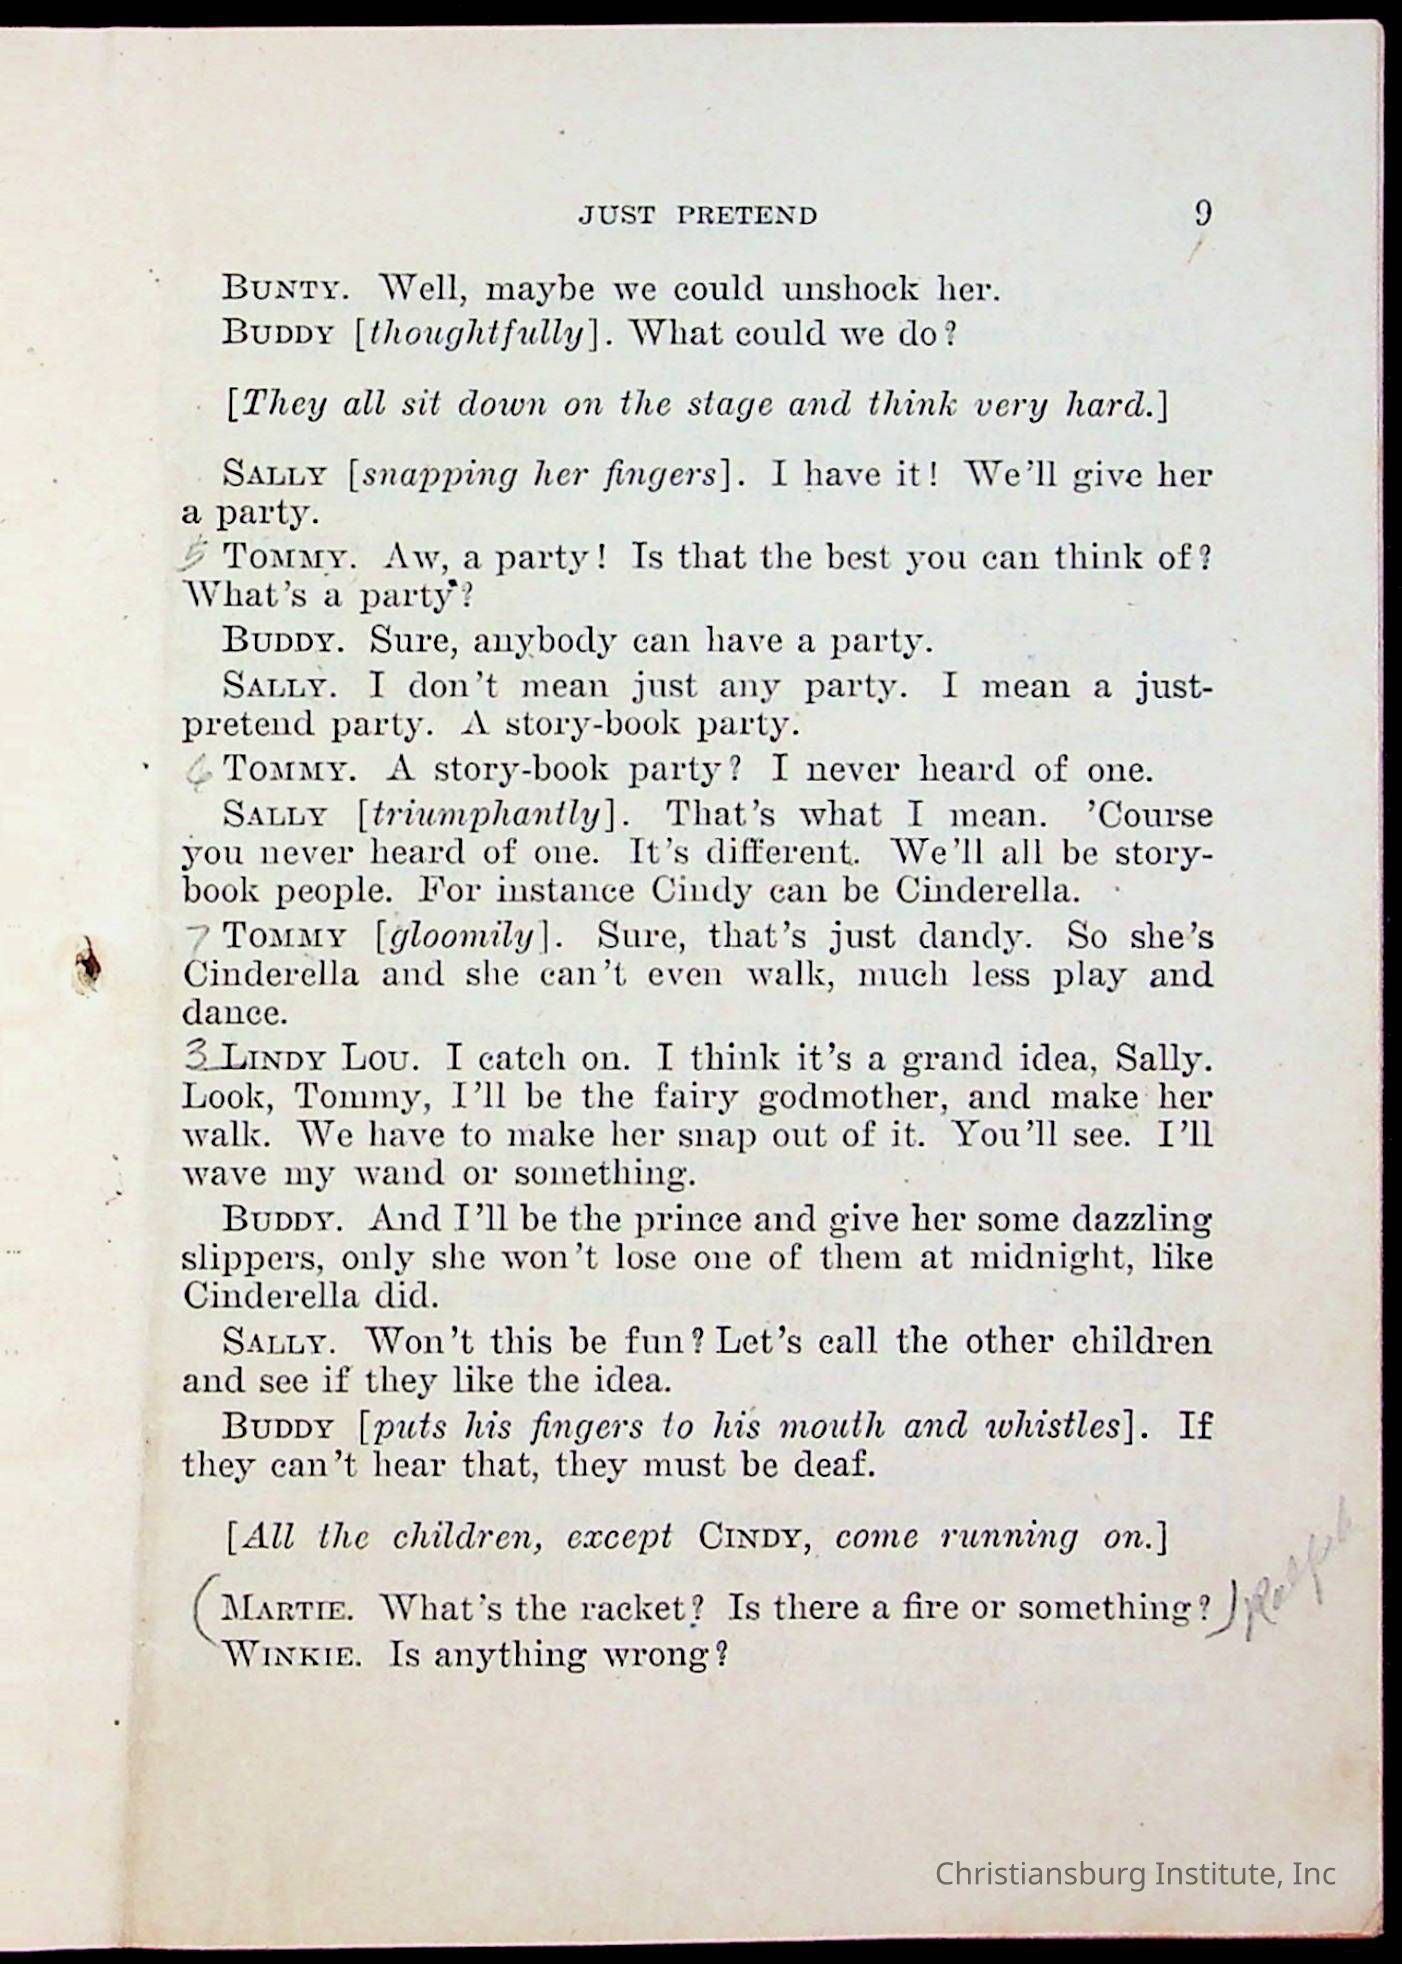 JUST PRETEND 9
BUNTY. Well, maybe we could unshock her.
BUDDY [thoughtfully]. What could we do?
[They all sit down on the stage and think very hard.]
SALLY [snapping her fingers]. I have it! We'll give her
a party.
5 TOMMY. Aw, a party! Is that the best you can think of?
What's a party?
BUDDY. Sure, anybody can have a party.
SALLY. I don't mean just any party. I mean a just-
pretend party. A story-book party.
6 TOMMY. A story-book party? I never heard of one.
SALLY [triumphantly]. That's what I mean. 'Course
you never heard of one. It's different. We'll all be story-
book people. For instance Cindy can be Cinderella.
7 TOMMY [gloomily]. Sure, that's just dandy. So she's
Cinderella and she can't even walk, much less play and
dance.
3 LINDY LOU. I catch on. I think it's a grand idea, Sally.
Look, Tommy, I'll be the fairy godmother, and make her
walk. We have to make her snap out of it. You'll see. I'll
wave my wand or something.
BUDDY. And I'll be the prince and give her some dazzling
slippers, only she won't lose one of them at midnight, like
Cinderella did.
SALLY. Won't this be fun? Let's call the other children
and see if they like the idea.
BUDDY [puts his fingers to his mouth and whistles]. If
they can't hear that, they must be deaf.
[All the children, except CINDY, come running on.]
(MARTIE. What's the racket? Is there a fire or something?) Ralph
WINKIE. Is anything wrong?
Christiansburg Institute, Inc